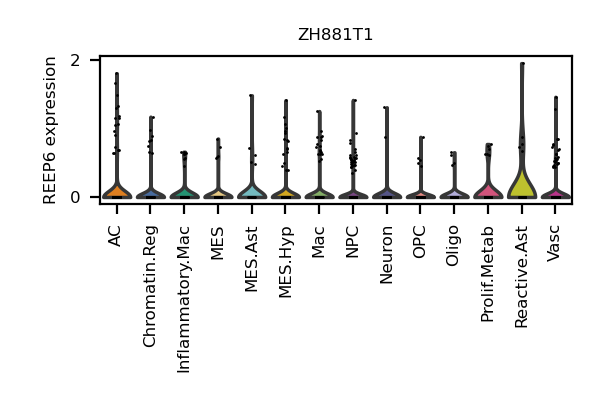 ZH881T1
REEP6 expression
2
0
AC
Chromatin.Reg
Inflammatory.Mac
MES
MES.Ast
MES.Hyp
Mac
NPC
Neuron
OPC
Oligo
Prolif.Metab
Reactive.Ast
Vasc